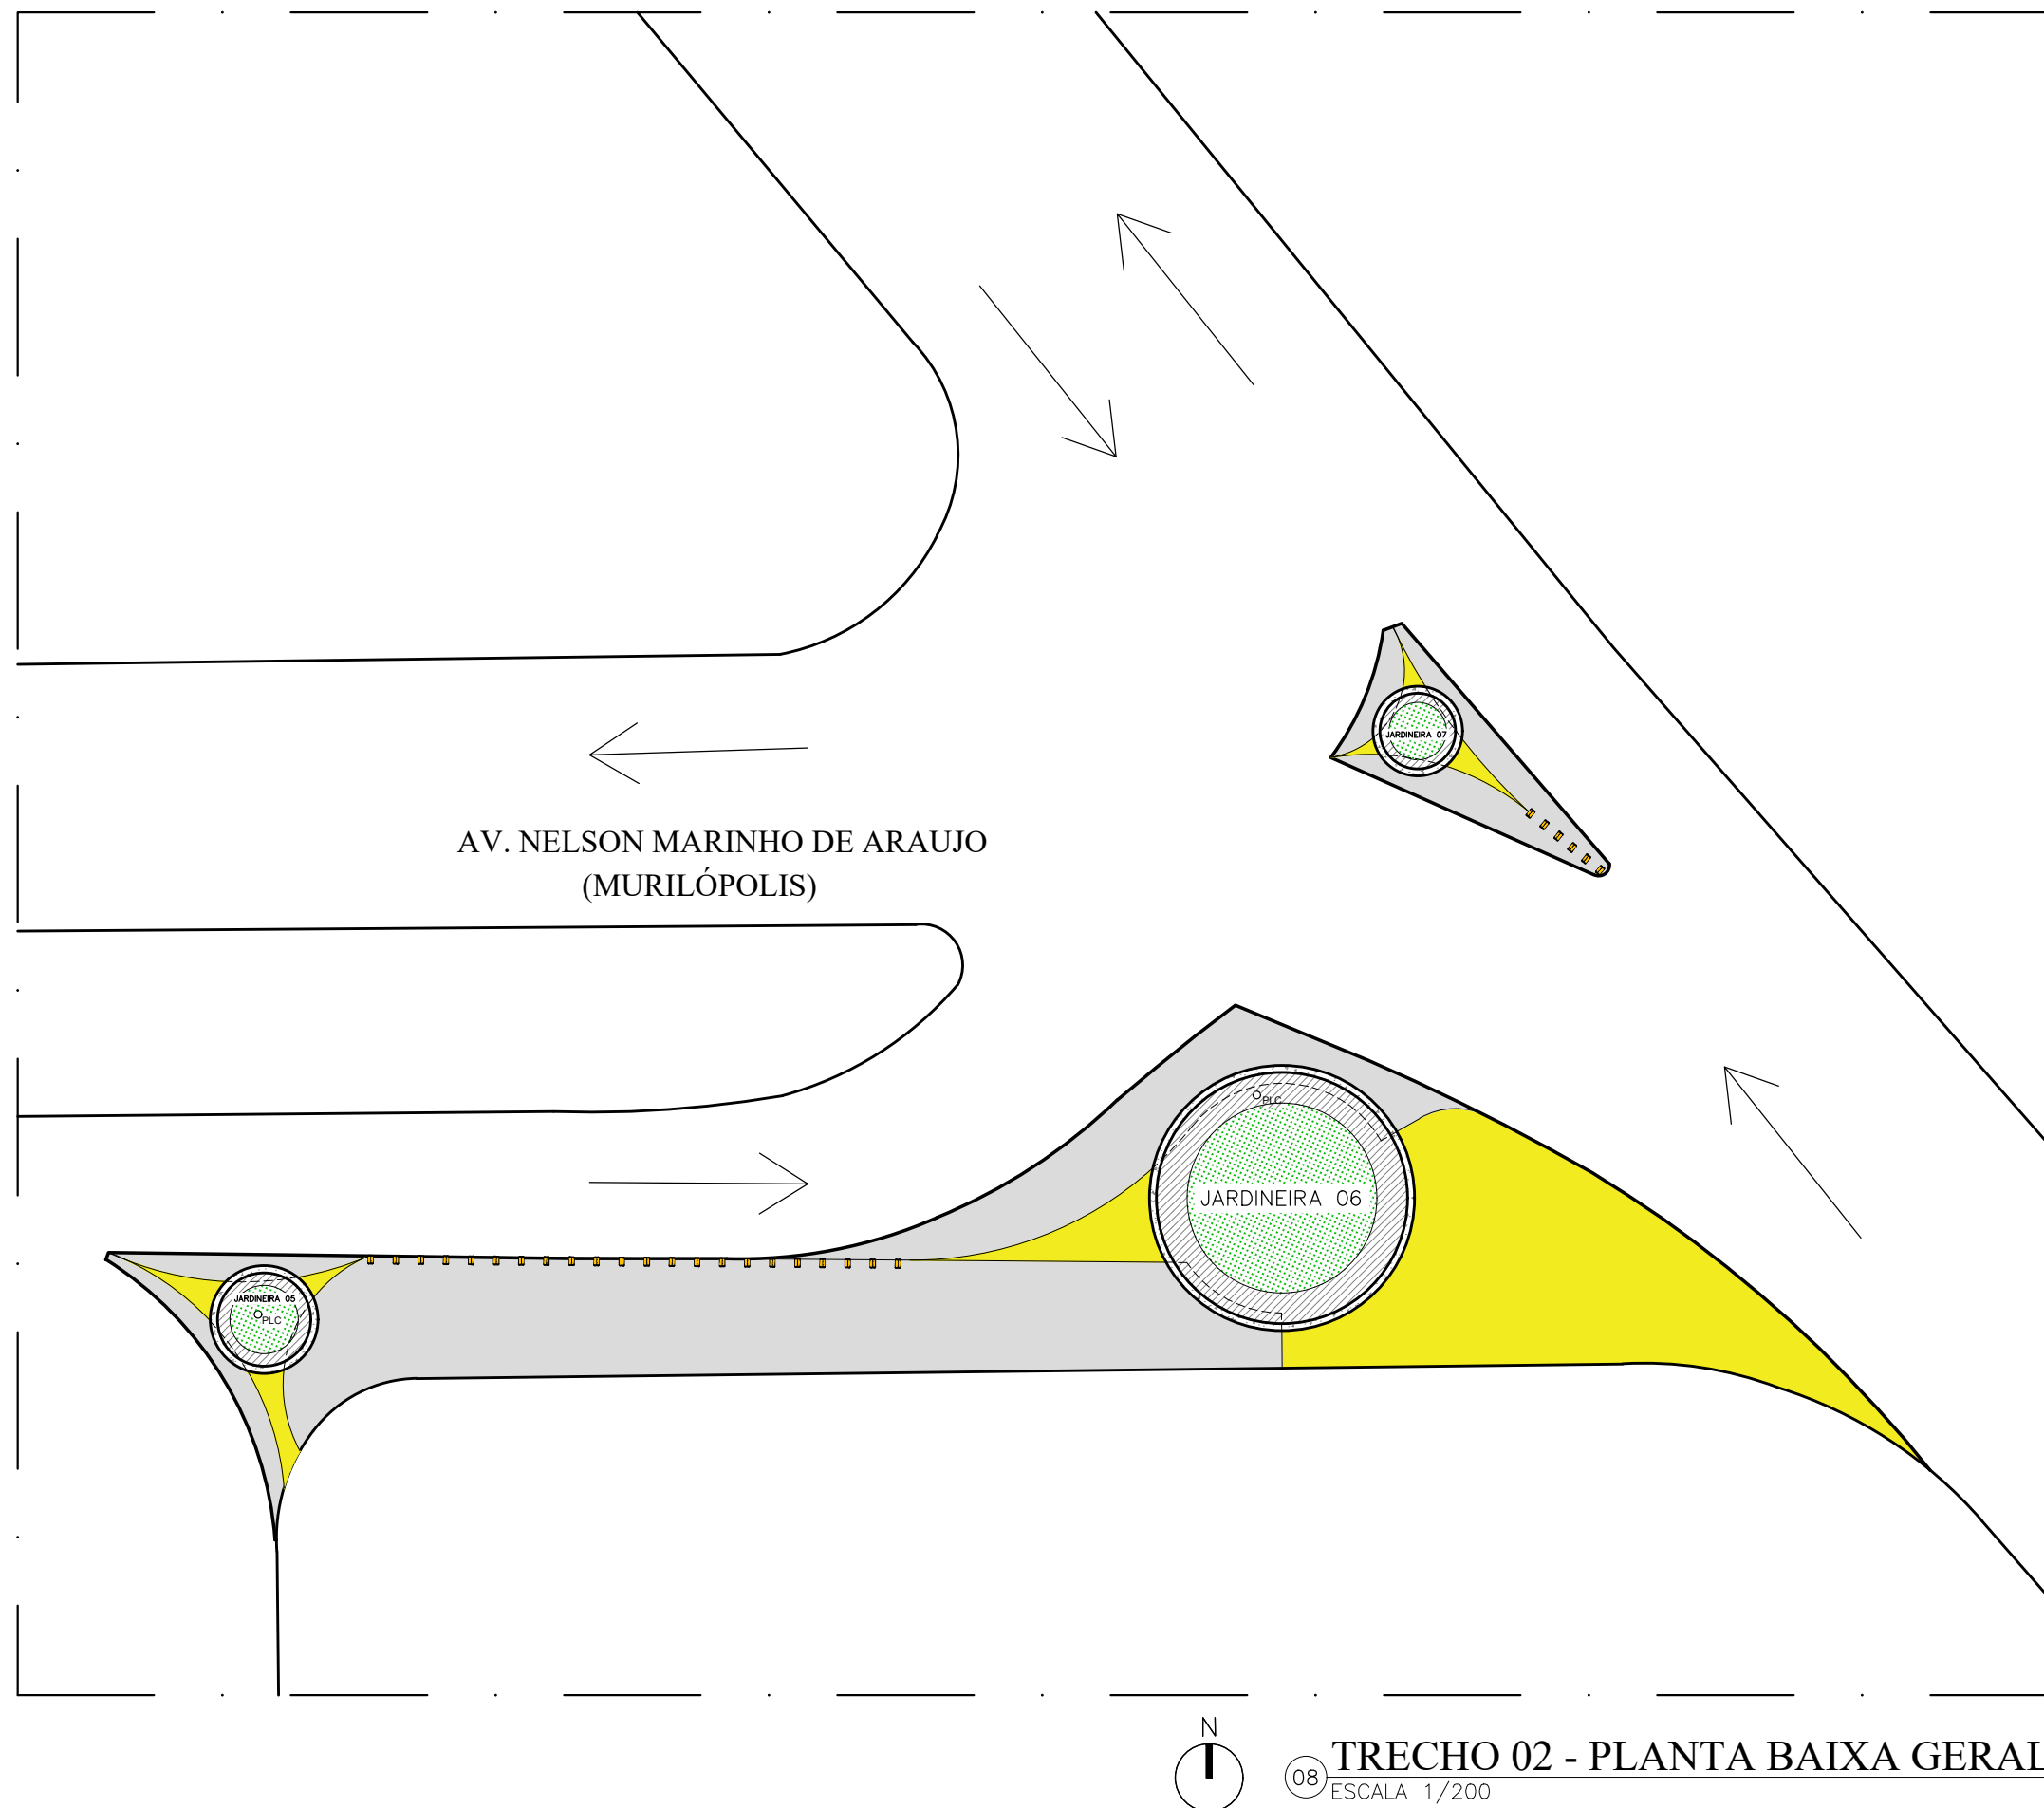 JARDINEIRA 07
AV. NELSON MARINHO DE ARAUJO
(MURILÓPOLIS)
PLC
JARDINEIRA 06
JARDINEIRA 05
PLC
N
08
TRECHO 02 - PLANTA BAIXA GERAL
ESCALA 1/200